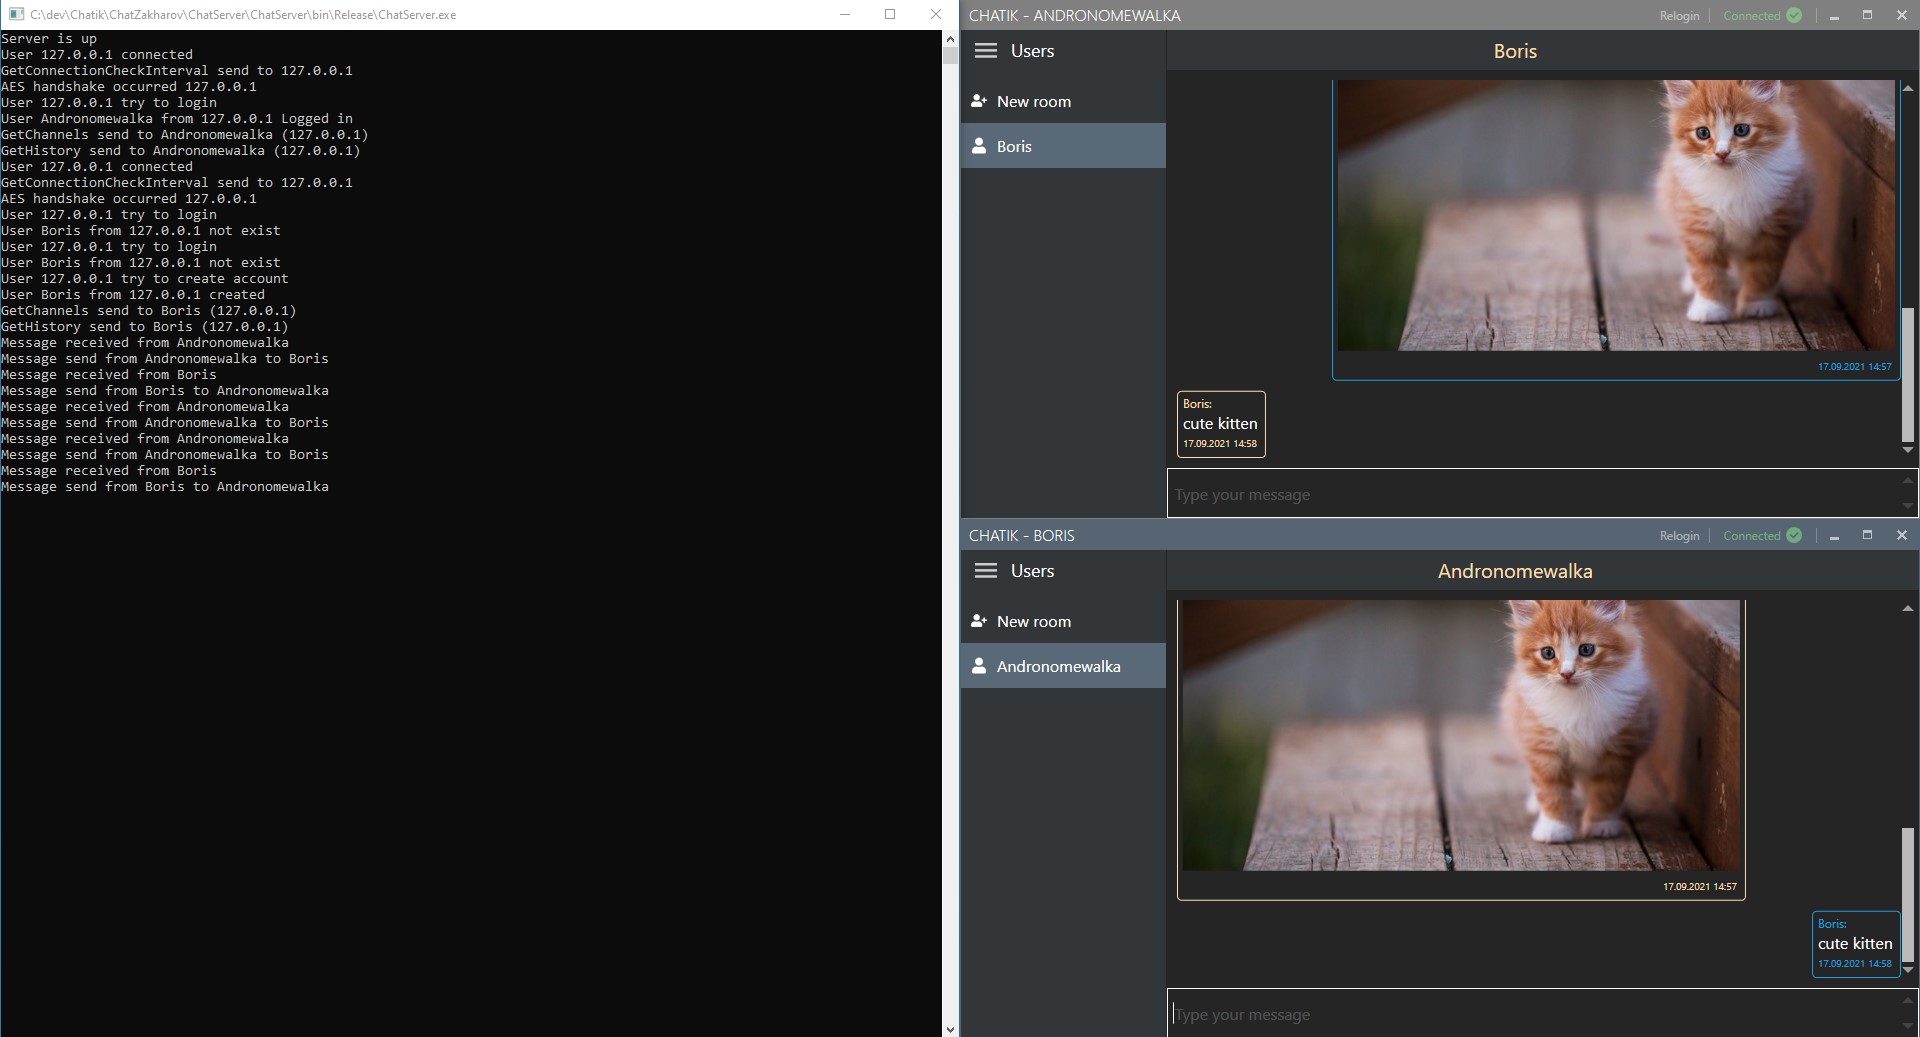 C:\dev\Chatik\ChatZakharov\ChatServer\ChatServer\bin\Release\ChatServer.exe
Server is up
User 127.0.0.1 connected
GetConnectionCheckInterval send to 127.0.0.1
AES handshake occurred 127.0.0.1
User 127.0.0.1 try to login
User Andronomewalka from 127.0.0.1 Logged in
GetChannels send to Andronomewalka (127.0.0.1)
GetHistory send to Andronomewalka (127.0.0.1)
User 127.0.0.1 connected
GetConnectionCheckInterval send to 127.0.0.1
AES handshake occurred 127.0.0.1
User 127.0.0.1 try to login
User Boris from 127.0.0.1 not exist
User 127.0.0.1 try to login
User Boris from 127.0.0.1 not exist
User 127.0.0.1 try to create account
User Boris from 127.0.0.1 created
GetChannels send to Boris (127.0.0.1)
GetHistory send to Boris (127.0.0.1)
Message received from Andronomewalka
Message send from Andronomewalka to Boris
Message received from Boris
Message send from Boris to Andronomewalka
Message received from Andronomewalka
Message send from Andronomewalka to Boris
Message received from Andronomewalka
Message send from Andronomewalka to Boris
Message received from Boris
Message send from Boris to Andronomewalka
CHATIK - ANDRONOMEWALKA
Relogin
Connected
Users
Boris
New room
Boris
17.09.2021 14:57
Boris:
cute kitten
17.09.2021 14:58
Type your message
CHATIK - BORIS
Relogin
Connected
Users
Andronomewalka
New room
Andronomewalka
17.09.2021 14:57
Boris:
cute kitten
17.09.2021 14:58
Type your message